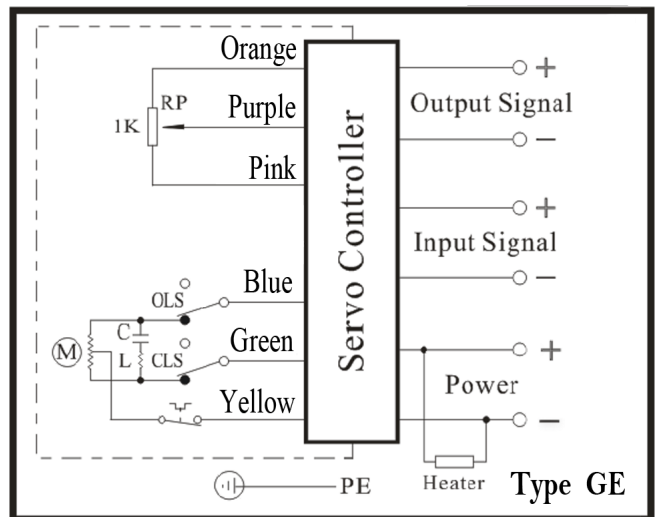 Orange
RP
1K
Purple
Pink
Servo Controller
+
Output Signal
−
+
Input Signal
−
OLS
Blue
C
M
L
CLS
Green
Yellow
+
Power
−
Heater
PE
Type GE